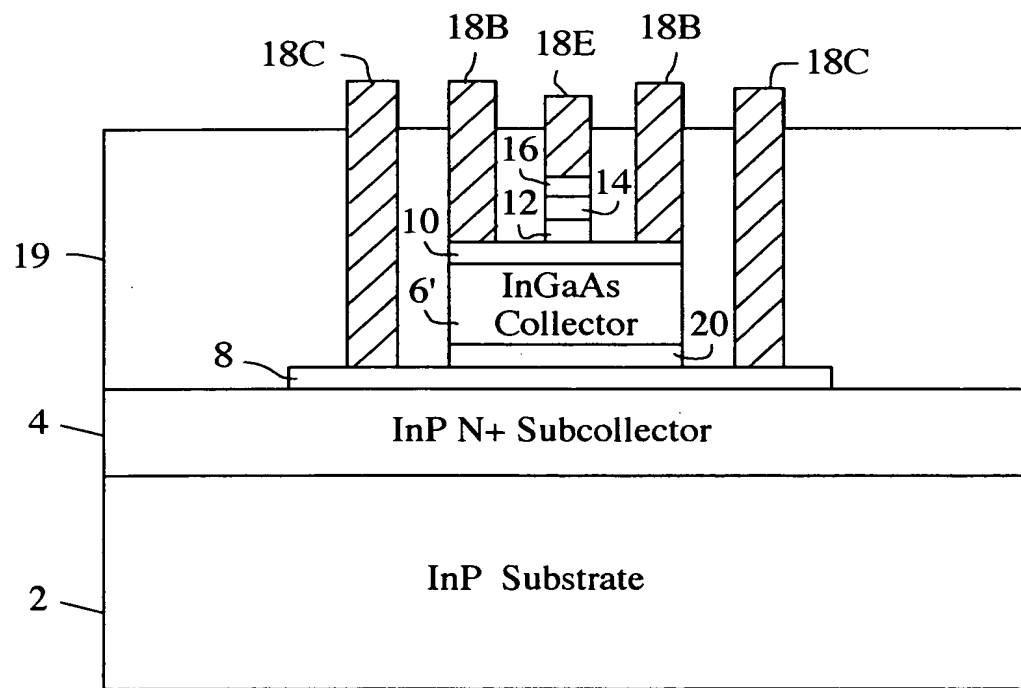 18C
18B
18E
18B
18C
16
14
12
10
19
6'
InGaAs
Collector
20
8
4
InP N+ Subcollector
InP Substrate
2